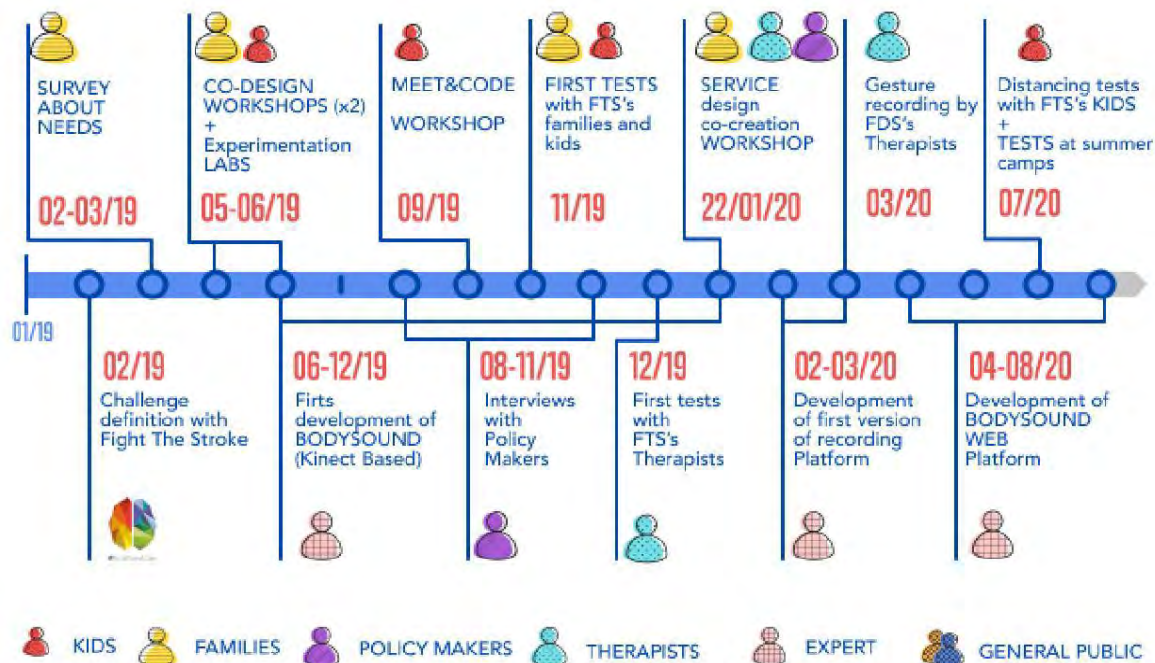 SURVEY
ABOUT
NEEDS
02-03/19
CO-DESIGN
WORKSHOPS (x2)
+
Experimentation
LABS
05-06/19
MEET&CODE
WORKSHOP
09/19
FIRST TESTS
with FTS's
families and
kids
11/19
SERVICE
design
co-creation
WORKSHOP
22/01/20
Gesture
recording by
FDS's
Therapists
03/20
Distancing tests
with FTS's KIDS
+
TESTS at summer
camps
07/20
01/19
02/19
Challenge
definition with
Fight The Stroke
06-12/19
Firts
development of
BODYSOUND
(Kinect Based)
08-11/19
Interviews
with
Policy
Makers
12/19
First tests
with
FTS's
Therapists
02-03/20
Development
of first version
of recording
Platform
04-08/20
Development of
BODYSOUND
WEB
Platform
KIDS
FAMILIES
POLICY MAKERS
THERAPISTS
EXPERT
GENERAL PUBLIC